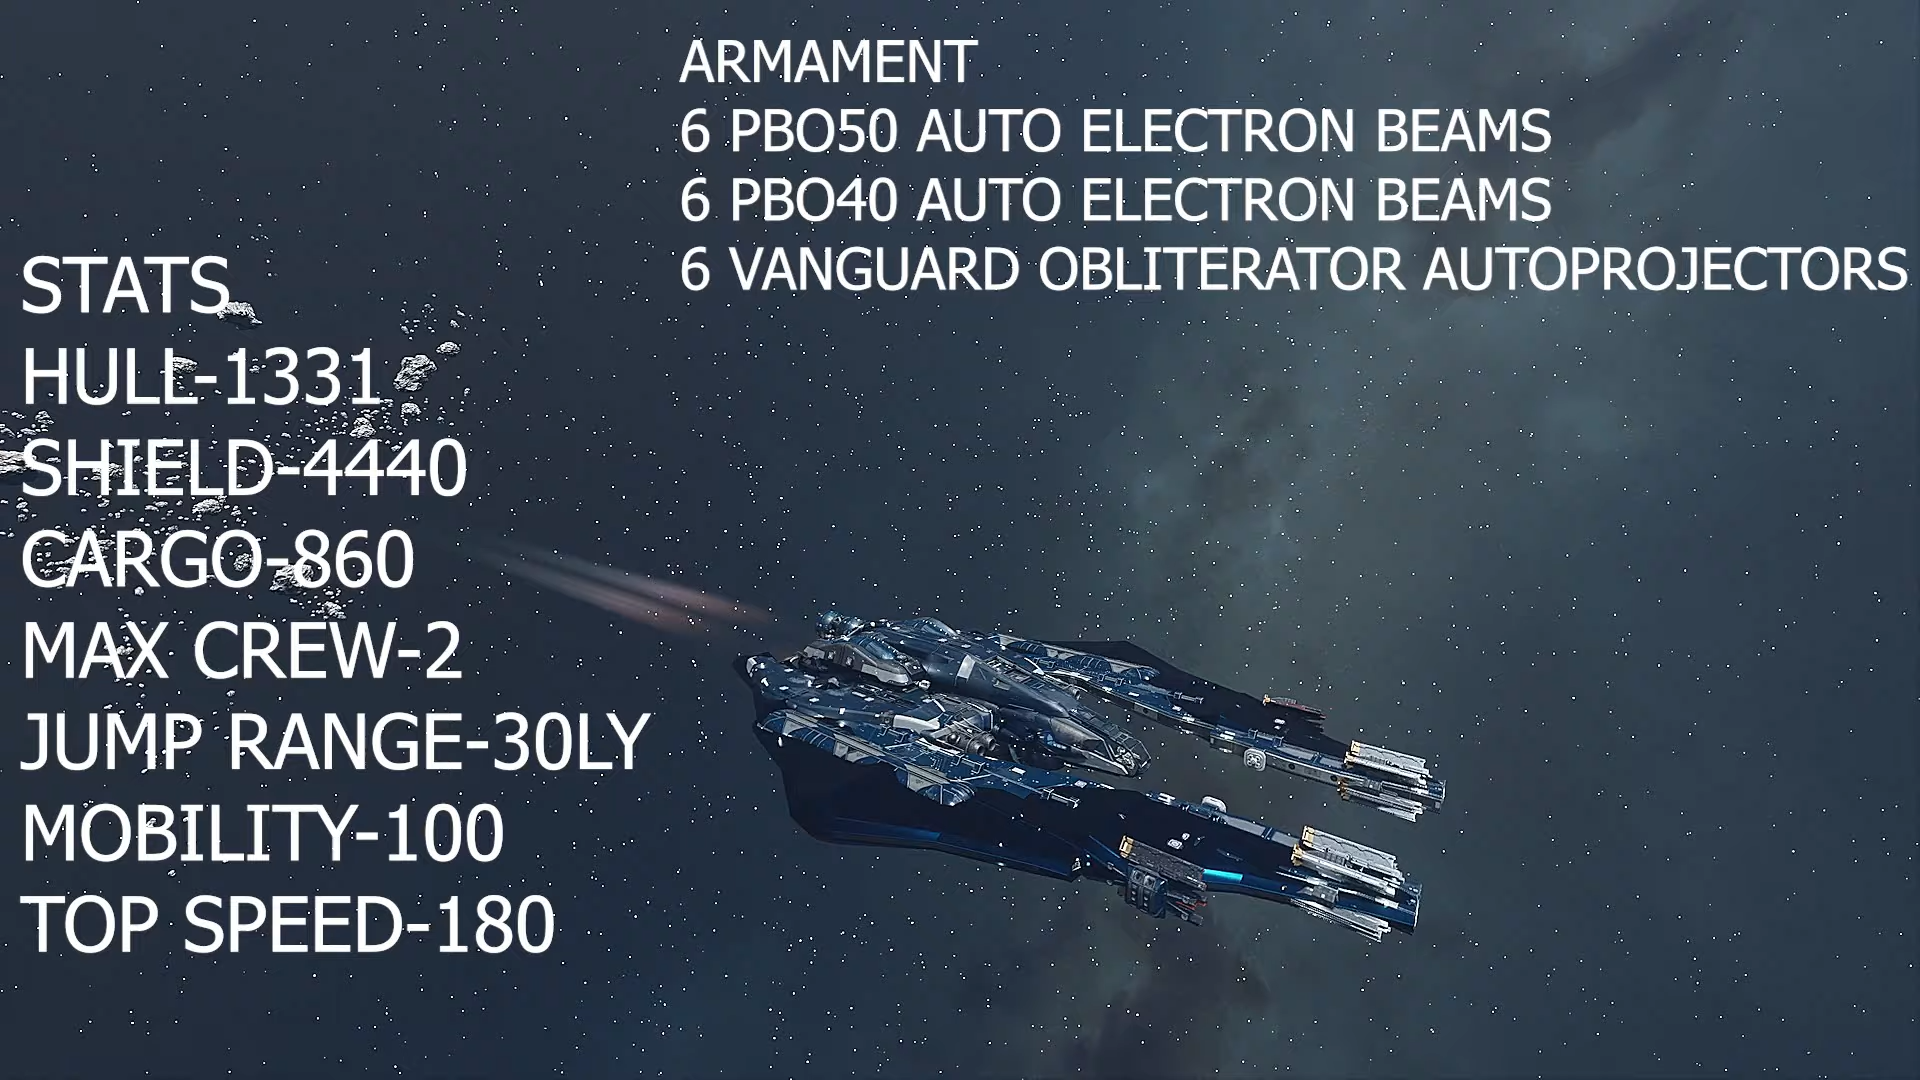 ARMAMENT
6 PBO50 AUTO ELECTRON BEAMS
6 PBO40 AUTO ELECTRON BEAMS
6 VANGUARD OBLITERATOR AUTOPROJECTORS
STATS
HULL-1331
SHIELD-4440
CARGO-860
MAX CREW-2
JUMP RANGE-30LY
MOBILITY-100
TOP SPEED-180